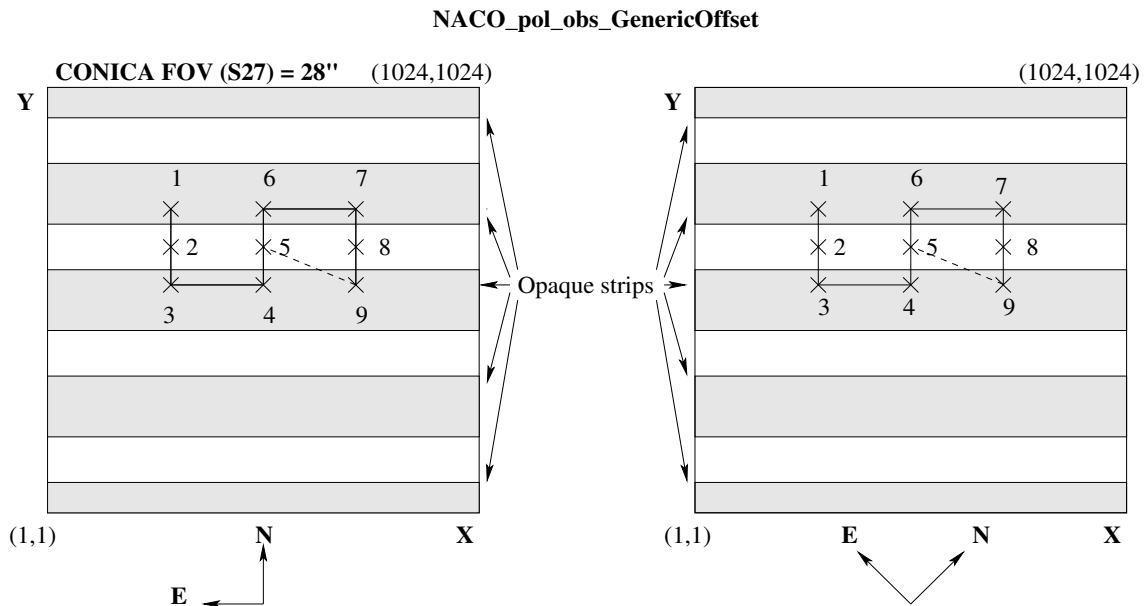 NACO_pol_obs_GenericOffset
CONICA FOV (S27) = 28" (1024,1024) (1024,1024)
Y Y
1 6 7 1 6 7
2 5 8 2 5 8
Opaque strips
3 4 9 3 4 9
(1,1) N X (1,1) E N X
E